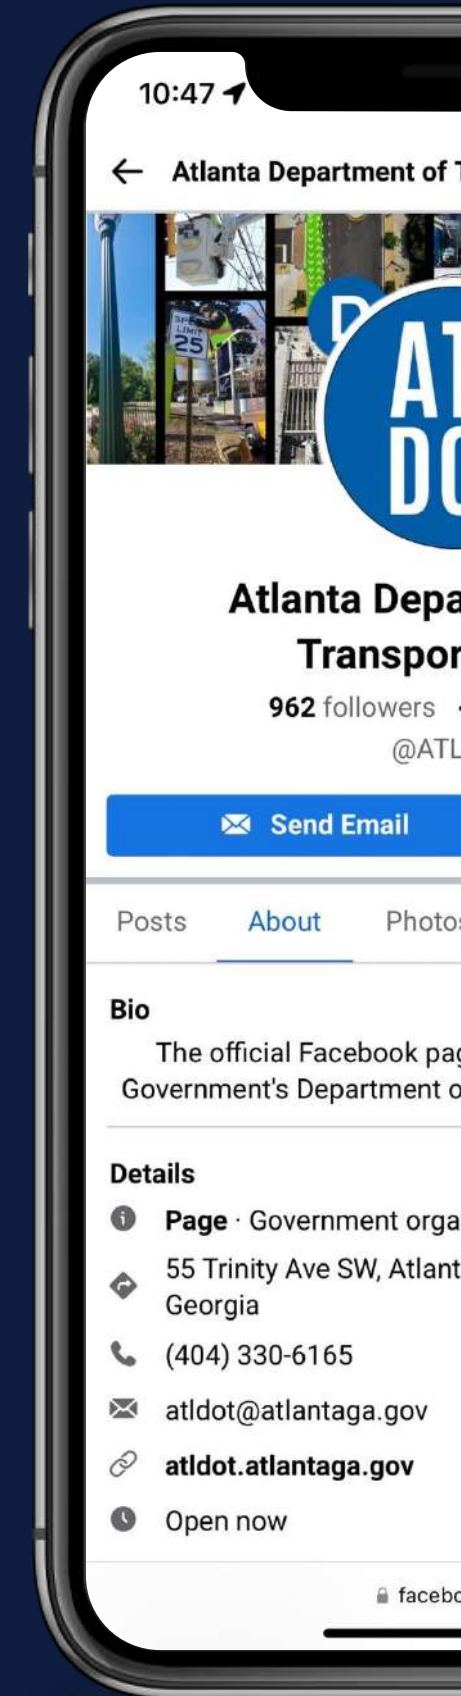 10:47
Atlanta Department of
SPEED
LIMIT
25
D
AT
DO
Atlanta Depa
Transpor
962 followers
@ATL
Send Email
Posts About Photos
Bio
The official Facebook pag
Government's Department o
Details
Page · Government orga
55 Trinity Ave SW, Atlant
Georgia
(404) 330-6165
atldot@atlantaga.gov
atldot.atlantaga.gov
Open now
facebo